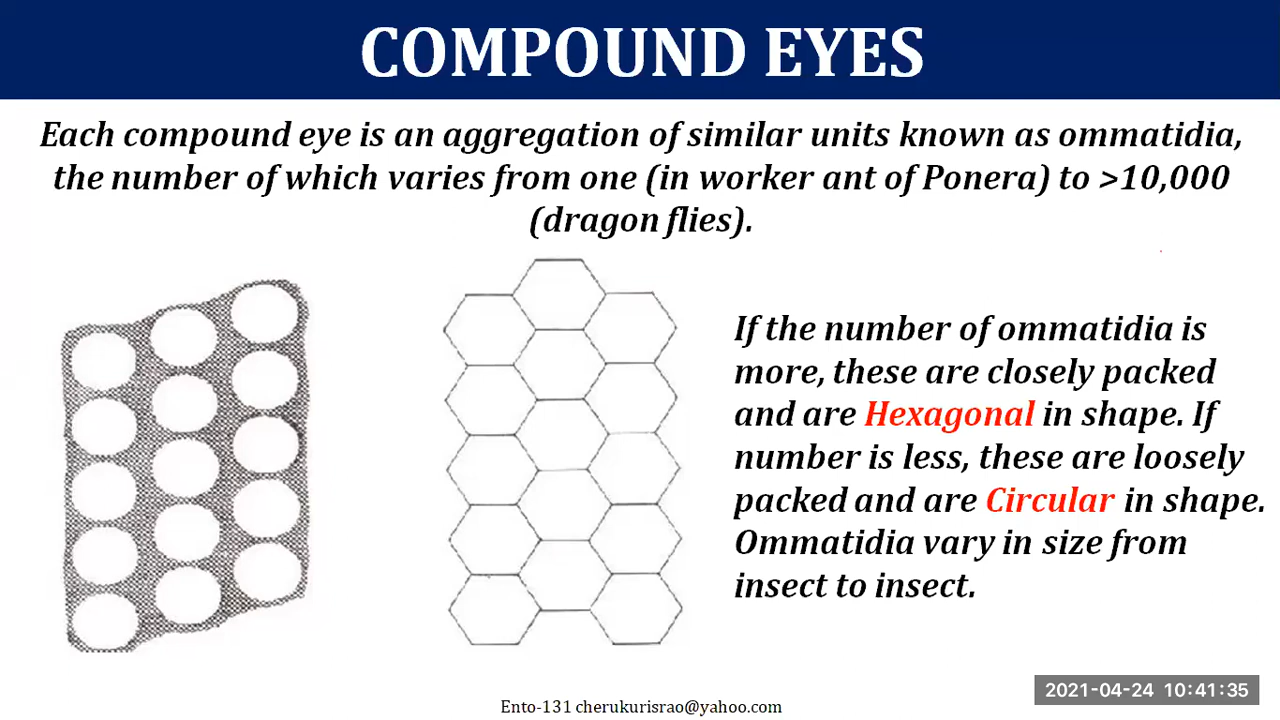 COMPOUND EYES
Each compound eye is an aggregation of similar units known as ommatidia,
the number of which varies from one (in worker ant of Ponera) to >10,000
(dragon flies).
If the number of ommatidia is
more, these are closely packed
and are Hexagonal in shape. If
number is less, these are loosely
packed and are Circular in shape.
Ommatidia vary in size from
insect to insect.
Ento-131 cherukurisrao@yahoo.com
2021-04-24 10:41:35